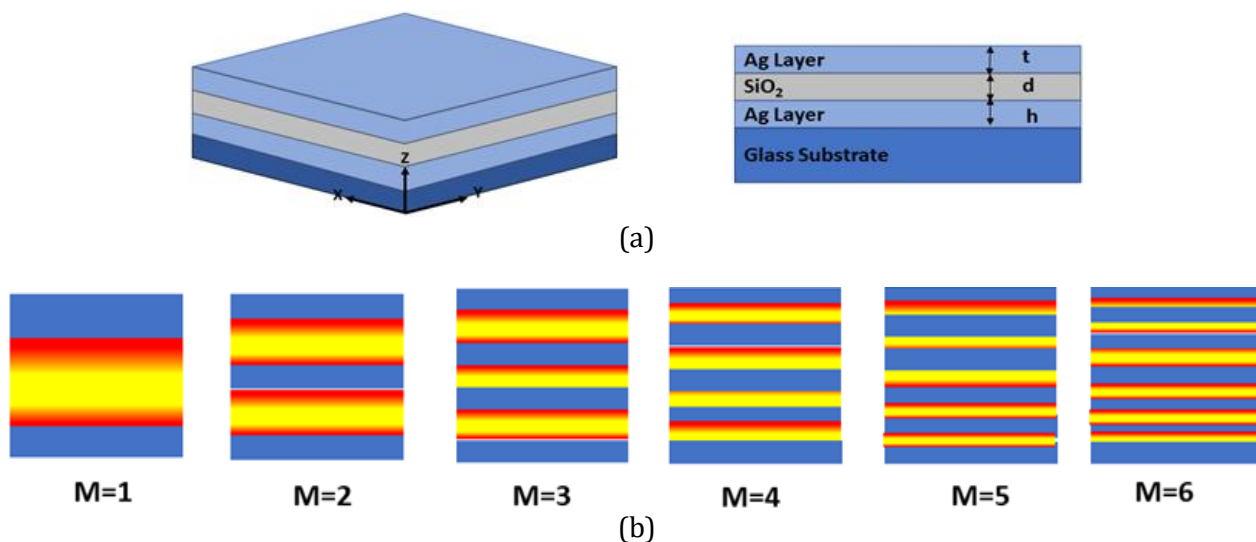 Z
X
Y
Ag Layer t
SiO₂ d
Ag Layer h
Glass Substrate
(a)
M=1 M=2 M=3 M=4 M=5 M=6
(b)